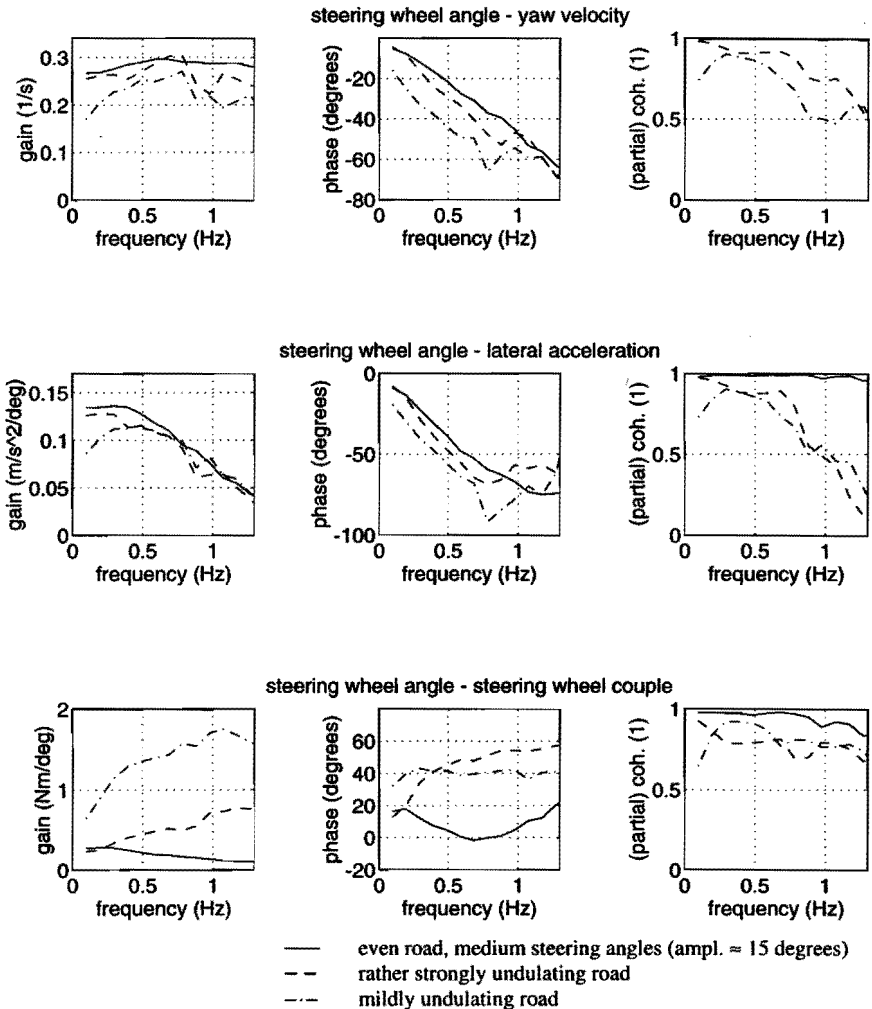 steering wheel angle - yaw velocity
gain (1/s)
0.3
0.2
0.1
0
0
0.5
1
frequency (Hz)
phase (degrees)
-20
-40
-60
-80
0
0.5
1
frequency (Hz)
(partial) coh. (1)
1
0.5
0
0
0.5
1
frequency (Hz)
steering wheel angle - lateral acceleration
gain (m/s^2/deg)
0.15
0.1
0.05
0
0
0.5
1
frequency (Hz)
phase (degrees)
0
-50
-100
0
0.5
1
frequency (Hz)
(partial) coh. (1)
1
0.5
0
0
0.5
1
frequency (Hz)
steering wheel angle - steering wheel couple
gain (Nm/deg)
2
1
0
0
0.5
1
frequency (Hz)
phase (degrees)
60
40
20
0
-20
0
0.5
1
frequency (Hz)
(partial) coh. (1)
1
0.5
0
0
0.5
1
frequency (Hz)
even road, medium steering angles (ampl. ≈ 15 degrees)
rather strongly undulating road
mildly undulating road